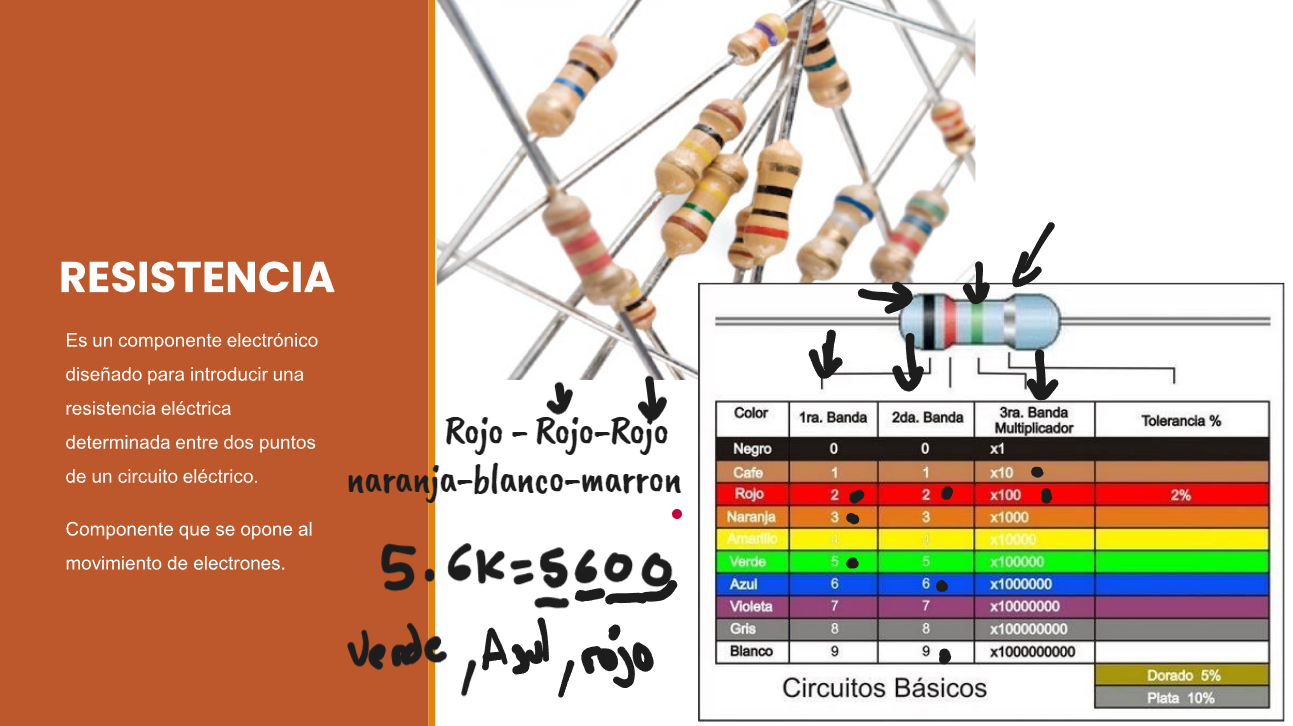 RESISTENCIA
Es un componente electrónico
diseñado para introducir una
resistencia eléctrica
determinada entre dos puntos
de un circuito eléctrico.
Componente que se opone al
movimiento de electrones.
Rojo - Rojo-Rojo
naranja-blanco-marron
5.6K=5600
Verde, Azul, rojo
Color 1ra. Banda 2da. Banda 3ra. Banda Multiplicador Tolerancia %
Negro 0 0 x1
Cafe 1 1 x10
Rojo 2 2 x100 2%
Naranja 3 3 x1000
Amarillo 4 4 x10000
Verde 5 5 x100000
Azul 6 6 x1000000
Violeta 7 7 x10000000
Gris 8 8 x100000000
Blanco 9 9 x1000000000
Dorado 5%
Plata 10%
Circuitos Básicos